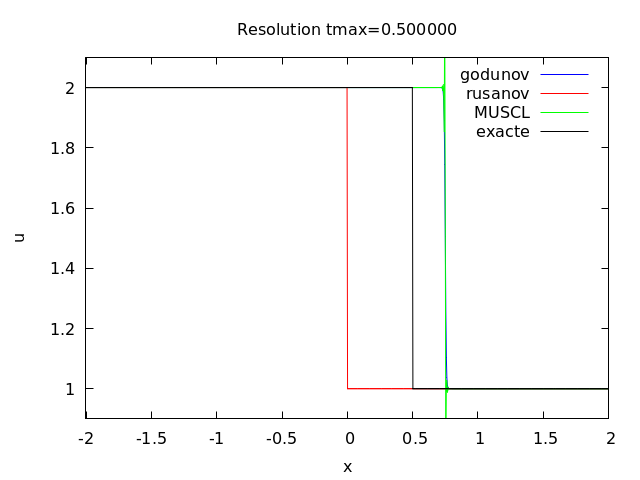 Resolution tmax=0.500000
godunov
rusanov
MUSCL
exacte
2
1.8
1.6
1.4
1.2
1
u
-2 -1.5 -1 -0.5 0 0.5 1 1.5 2
x